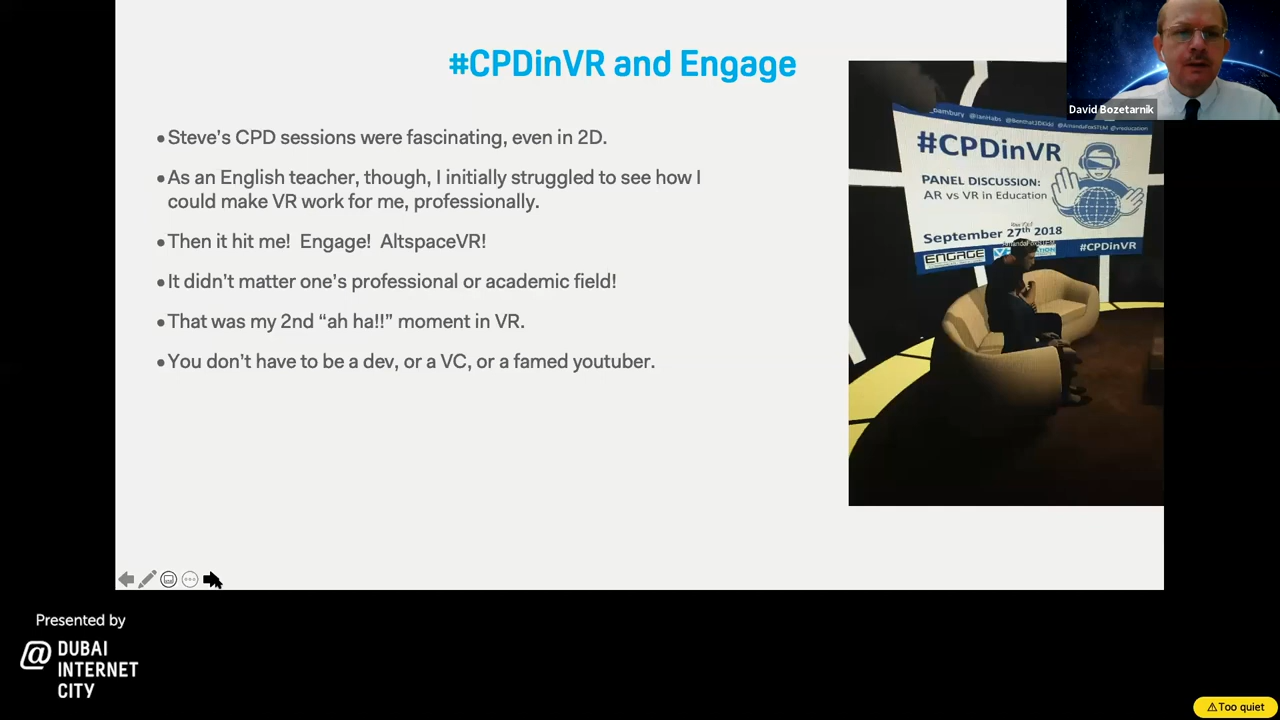 #CPDinVR and Engage
•Steve's CPD sessions were fascinating, even in 2D.
•As an English teacher, though, I initially struggled to see how I
could make VR work for me, professionally.
•Then it hit me!  Engage!  AltspaceVR!
•It didn't matter one's professional or academic field!
•That was my 2nd “ah ha!!” moment in VR.
•You don't have to be a dev, or a VC, or a famed youtuber.
David Bozetarnik
#CPDinVR
PANEL DISCUSSION:
AR vs VR in Education
September 27th 2018
ENGAGE
#CPDinVR
Presented by
@ DUBAI
INTERNET
CITY
⚠Too quiet